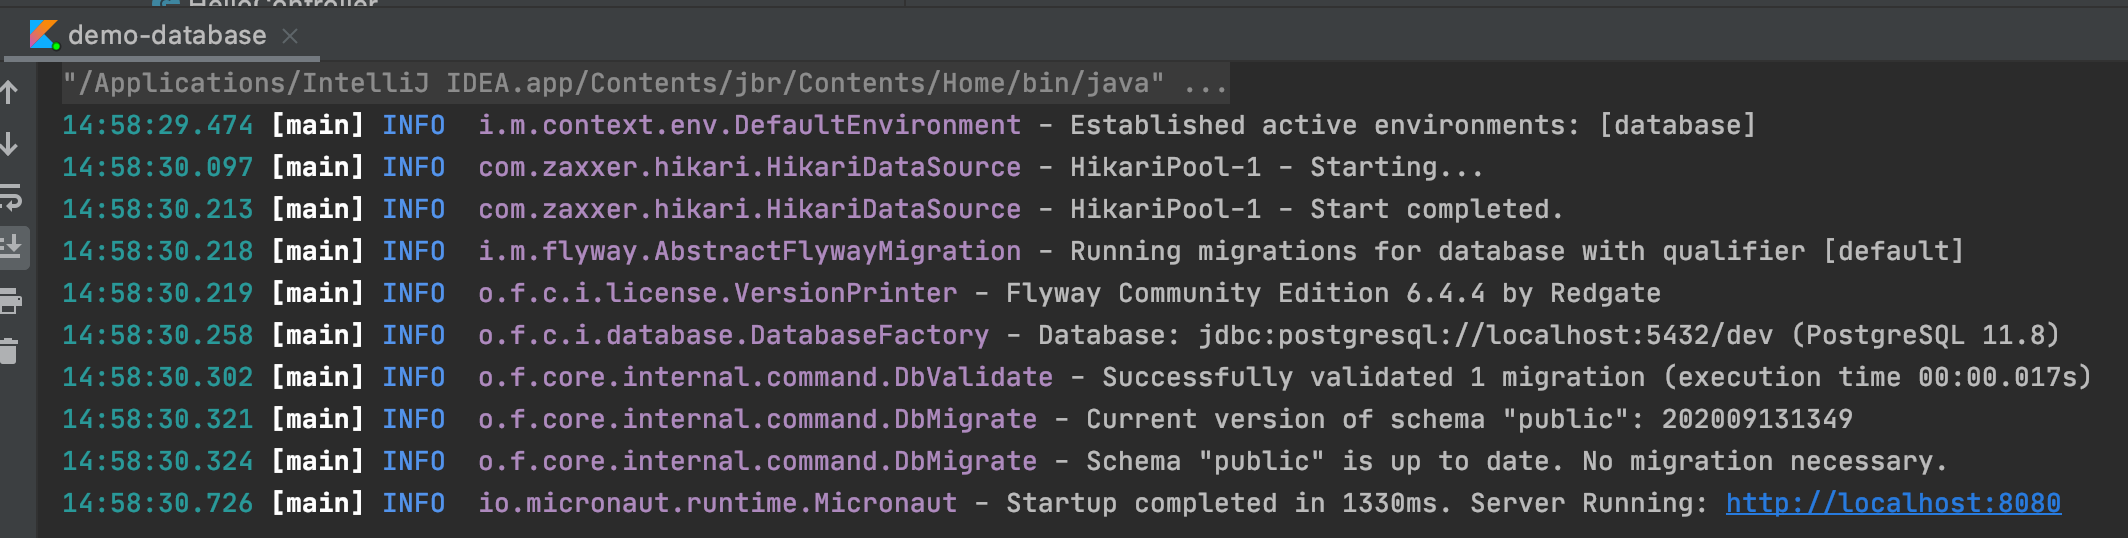 HelloController
demo-database
"/Applications/IntelliJ IDEA.app/Contents/jbr/Contents/Home/bin/java" ...
14:58:29.474 [main] INFO  i.m.context.env.DefaultEnvironment - Established active environments: [database]
14:58:30.097 [main] INFO  com.zaxxer.hikari.HikariDataSource - HikariPool-1 - Starting...
14:58:30.213 [main] INFO  com.zaxxer.hikari.HikariDataSource - HikariPool-1 - Start completed.
14:58:30.218 [main] INFO  i.m.flyway.AbstractFlywayMigration - Running migrations for database with qualifier [default]
14:58:30.219 [main] INFO  o.f.c.i.license.VersionPrinter - Flyway Community Edition 6.4.4 by Redgate
14:58:30.258 [main] INFO  o.f.c.i.database.DatabaseFactory - Database: jdbc:postgresql://localhost:5432/dev (PostgreSQL 11.8)
14:58:30.302 [main] INFO  o.f.core.internal.command.DbValidate - Successfully validated 1 migration (execution time 00:00.017s)
14:58:30.321 [main] INFO  o.f.core.internal.command.DbMigrate - Current version of schema "public": 202009131349
14:58:30.324 [main] INFO  o.f.core.internal.command.DbMigrate - Schema "public" is up to date. No migration necessary.
14:58:30.726 [main] INFO  io.micronaut.runtime.Micronaut - Startup completed in 1330ms. Server Running: http://localhost:8080